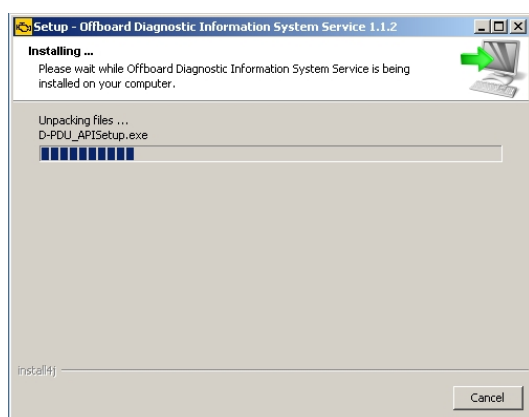 Setup - Offboard Diagnostic Information System Service 1.1.2
Installing ...
Please wait while Offboard Diagnostic Information System Service is being
installed on your computer.
Unpacking files ...
D-PDU_APISetup.exe
install4j
Cancel